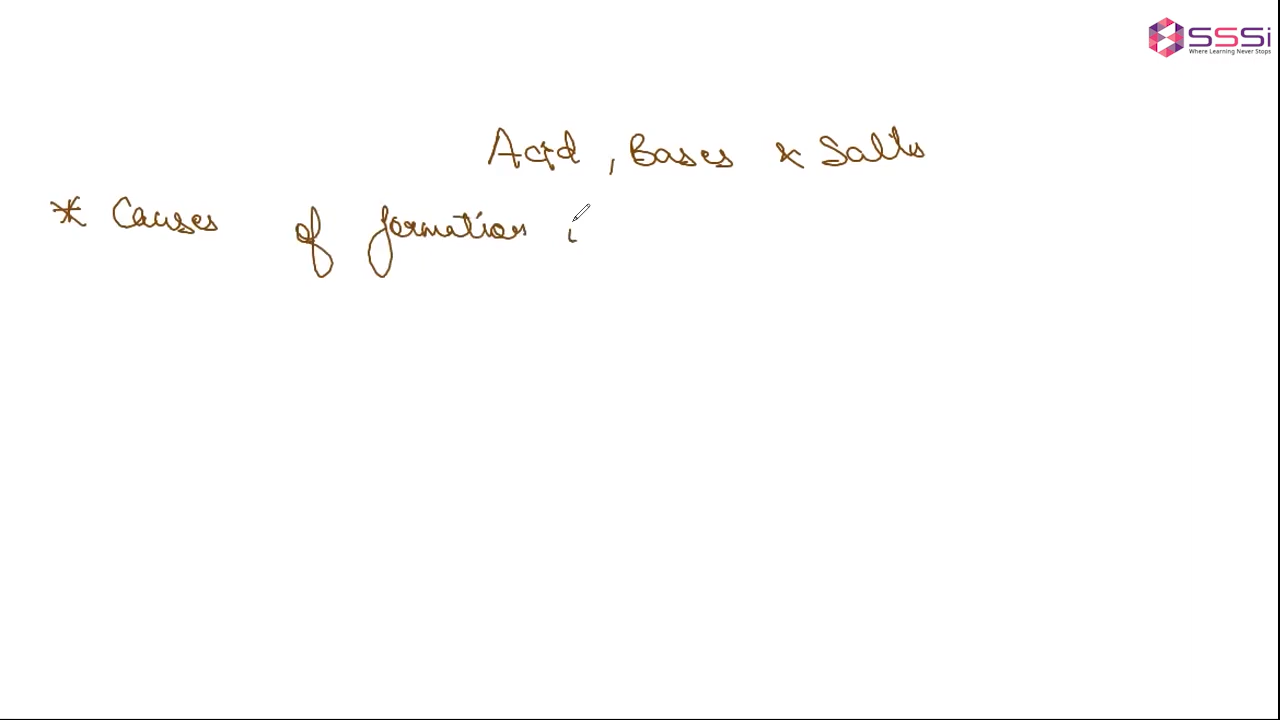 SSSi
Where Learning Never Stops
Acid, Bases & Salts
* Causes of formation i